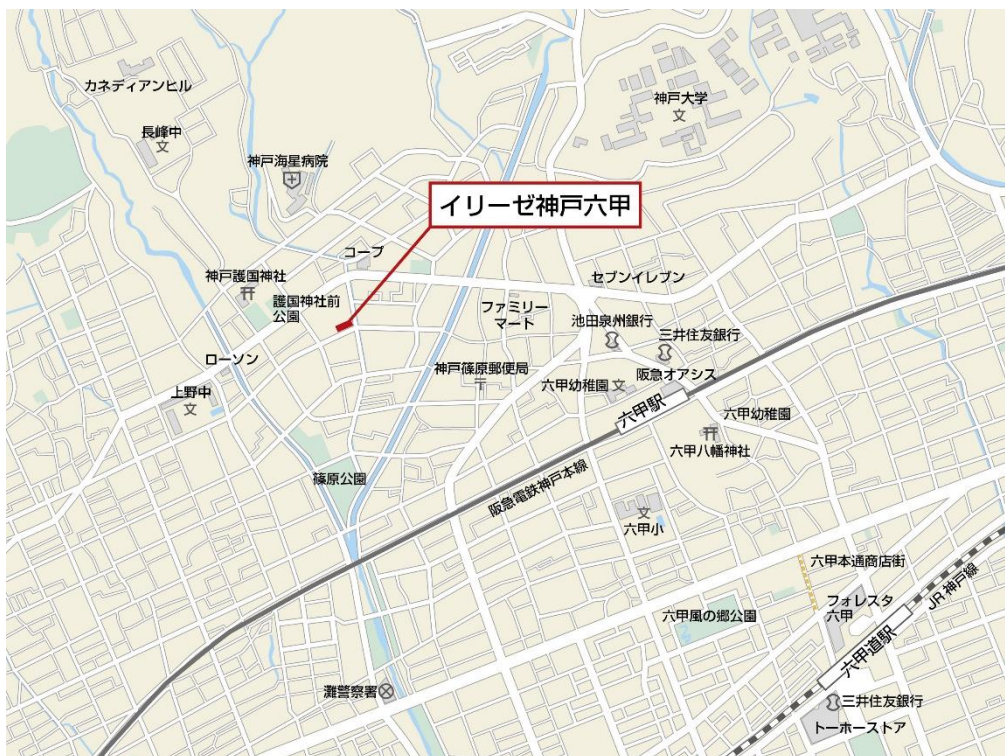 カネディアンヒル
長峰中
文
神戸大学
文
神戸海星病院
イリーゼ神戸六甲
コープ
神戸護国神社
護国神社前
公園
セブンイレブン
ファミリー
マート
池田泉州銀行
三井住友銀行
ローソン
神戸篠原郵便局
〒
阪急オアシス
六甲幼稚園
文
上野中
文
六甲駅
六甲幼稚園
六甲八幡神社
篠原公園
阪急電鉄神戸本線
文
六甲小
六甲本通商店街
フォレスタ
六甲
JR神戸線
六甲風の郷公園
六甲道駅
灘警察署
三井住友銀行
トーホーストア